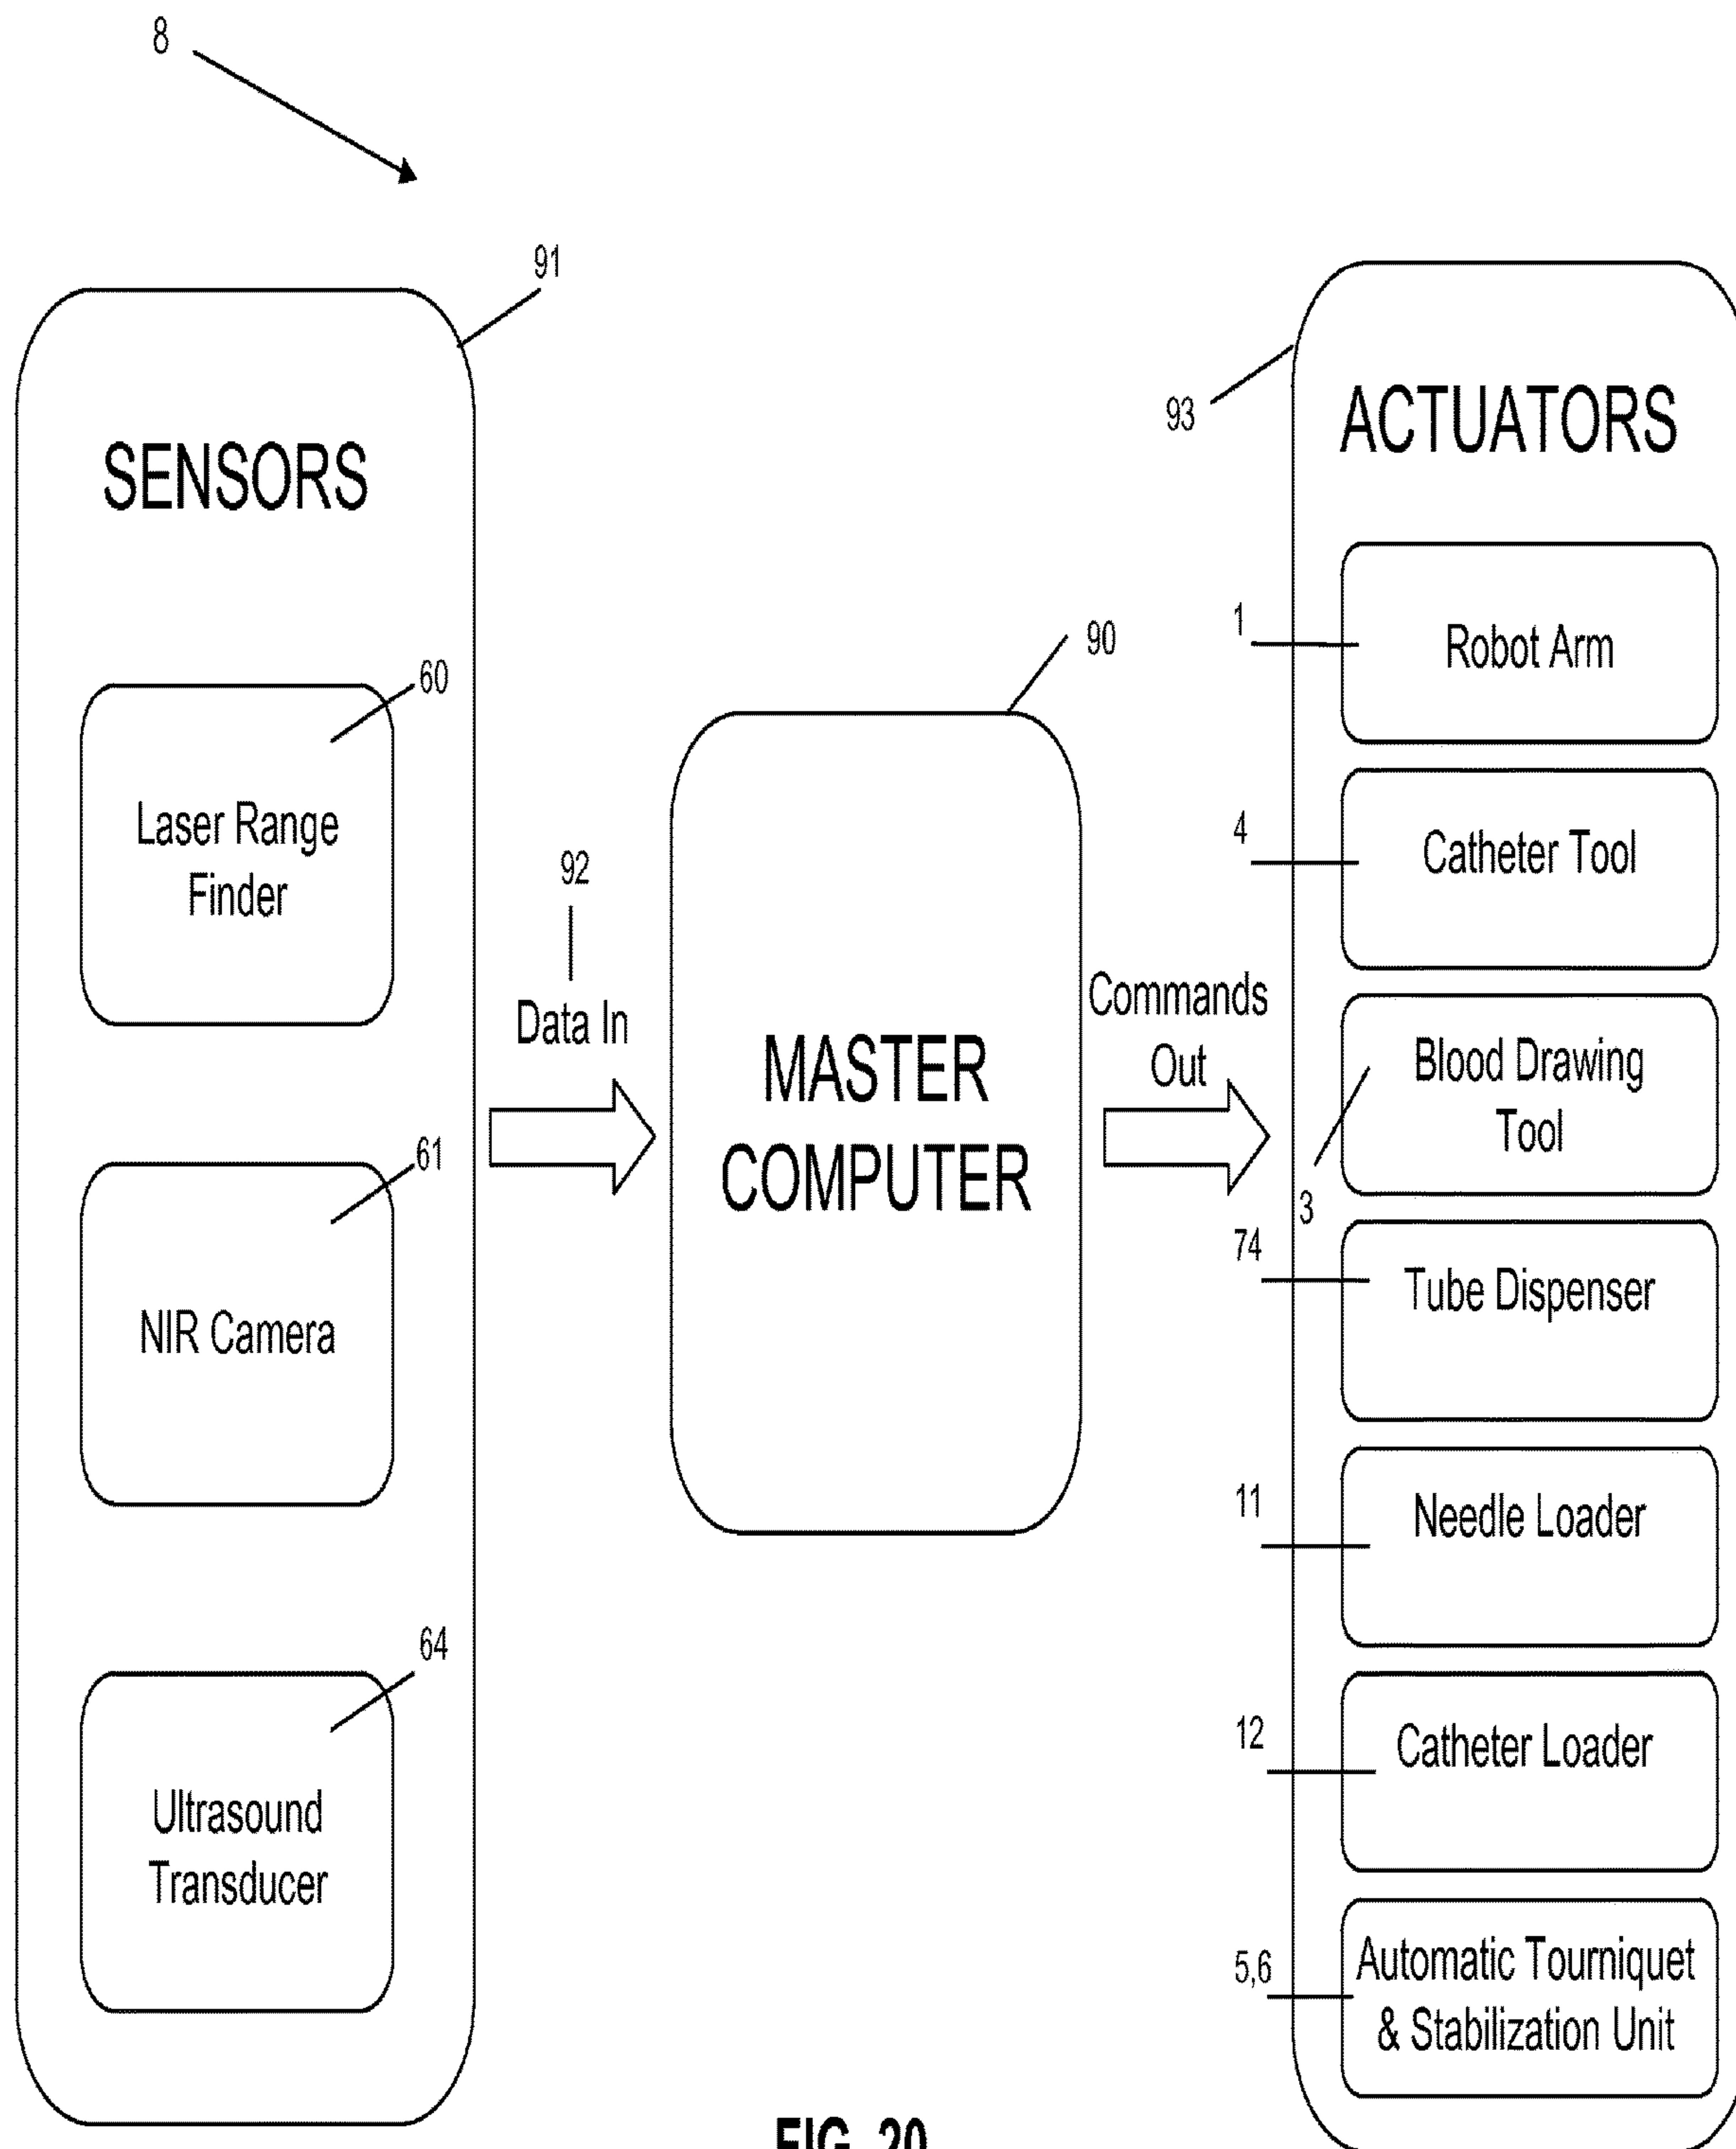 8
91
SENSORS
60
Laser Range
Finder
61
NIR Camera
64
Ultrasound
Transducer
92
Data In
90
MASTER
COMPUTER
Commands
Out
93
ACTUATORS
1
Robot Arm
4
Catheter Tool
3
Blood Drawing
Tool
74
Tube Dispenser
11
Needle Loader
12
Catheter Loader
5,6
Automatic Tourniquet
& Stabilization Unit
FIG. 20